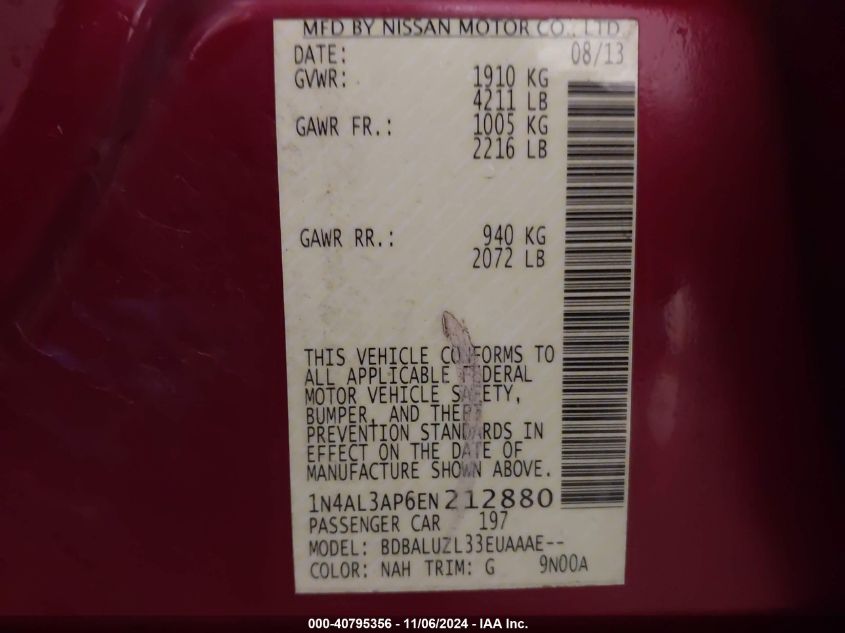 MFD BY NISSAN MOTOR CO., LTD
DATE: 08/13
GVWR: 1910 KG
4211 LB
GAWR FR.: 1005 KG
2216 LB
GAWR RR.: 940 KG
2072 LB
THIS VEHICLE CONFORMS TO
ALL APPLICABLE FEDERAL
MOTOR VEHICLE SAFETY,
BUMPER, AND THEFT
PREVENTION STANDARDS IN
EFFECT ON THE DATE OF
MANUFACTURE SHOWN ABOVE.
1N4AL3AP6EN212880
PASSENGER CAR 197
MODEL: BDBALUZL33EUAAAE--
COLOR: NAH TRIM: G 9N00A
000-40795356 - 11/06/2024 - IAA Inc.